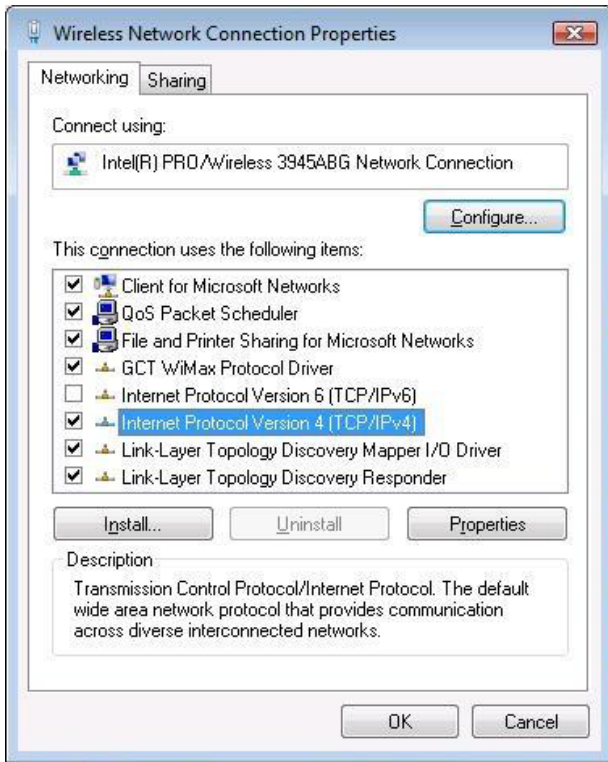 Wireless Network Connection Properties
Networking
Sharing
Connect using:
Intel(R) PRO/Wireless 3945ABG Network Connection
Configure...
This connection uses the following items:
Client for Microsoft Networks
QoS Packet Scheduler
File and Printer Sharing for Microsoft Networks
GCT WiMax Protocol Driver
Internet Protocol Version 6 (TCP/IPv6)
Internet Protocol Version 4 (TCP/IPv4)
Link-Layer Topology Discovery Mapper I/O Driver
Link-Layer Topology Discovery Responder
Install...
Uninstall
Properties
Description
Transmission Control Protocol/Internet Protocol. The default
wide area network protocol that provides communication
across diverse interconnected networks.
OK
Cancel